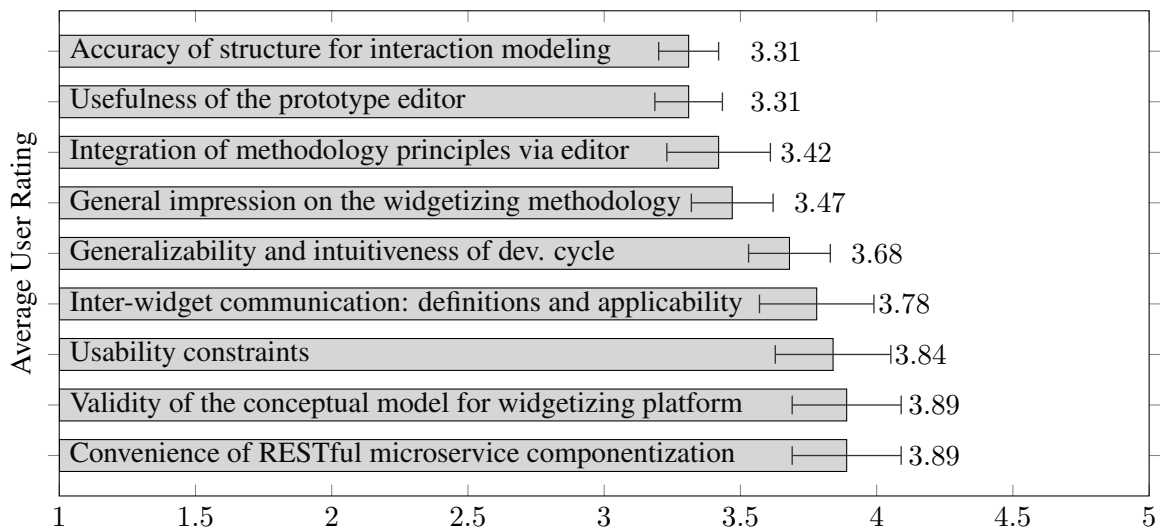 Average User Rating
Accuracy of structure for interaction modeling 3.31
Usefulness of the prototype editor 3.31
Integration of methodology principles via editor 3.42
General impression on the widgetizing methodology 3.47
Generalizability and intuitiveness of dev. cycle 3.68
Inter-widget communication: definitions and applicability 3.78
Usability constraints 3.84
Validity of the conceptual model for widgetizing platform 3.89
Convenience of RESTful microservice componentization 3.89
1 1.5 2 2.5 3 3.5 4 4.5 5